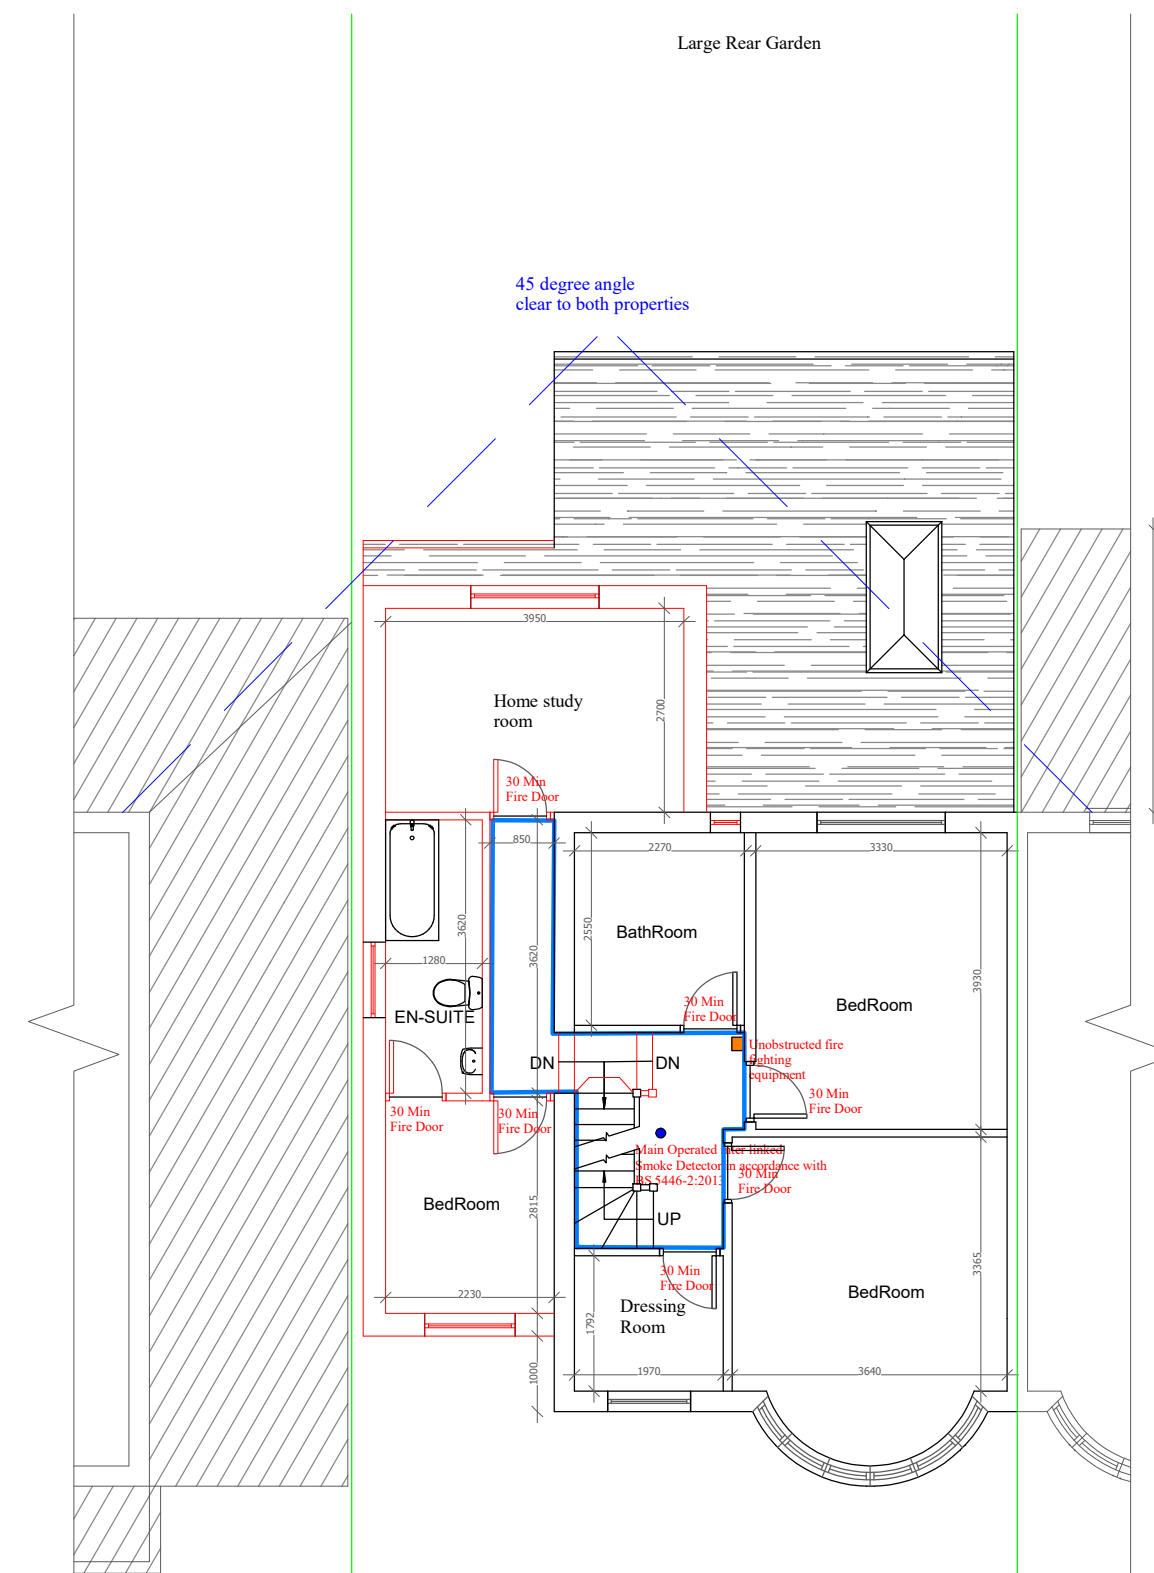 Large Rear Garden
45 degree angle
clear to both properties
3950
2700
Home study
room
30 Min
Fire Door
850
2270
3330
3620
3620
2550
BathRoom
1280
3930
BedRoom
EN-SUITE
30 Min
Fire Door
Unobstructed fire
fighting
equipment
DN
DN
30 Min
Fire Door
30 Min
Fire Door
30 Min
Fire Door
Main Operated inter linked
Smoke Detector in accordance with
BS 5446-2:2013
30 Min
Fire Door
BedRoom
2815
UP
3365
30 Min
Fire Door
2230
BedRoom
Dressing
Room
1792
1000
1970
3640